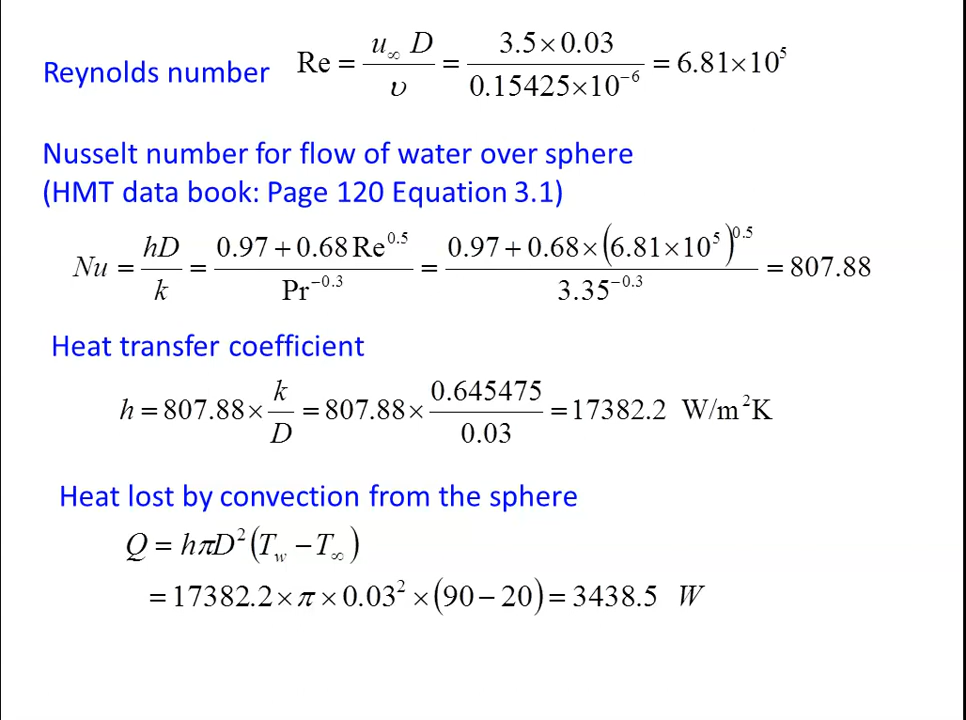 Reynolds number Re = u∞ D / υ = 3.5×0.03 / 0.15425×10⁻⁶ = 6.81×10⁵
Nusselt number for flow of water over sphere
(HMT data book: Page 120 Equation 3.1)
Nu = hD / k = 0.97 + 0.68 Re^0.5 / Pr^−0.3 = 0.97 + 0.68 × (6.81×10⁵)^0.5 / 3.35^−0.3 = 807.88
Heat transfer coefficient
h = 807.88 × k / D = 807.88 × 0.645475 / 0.03 = 17382.2 W/m²K
Heat lost by convection from the sphere
Q = hπD²(T_w − T∞)
= 17382.2 × π × 0.03² × (90 − 20) = 3438.5 W